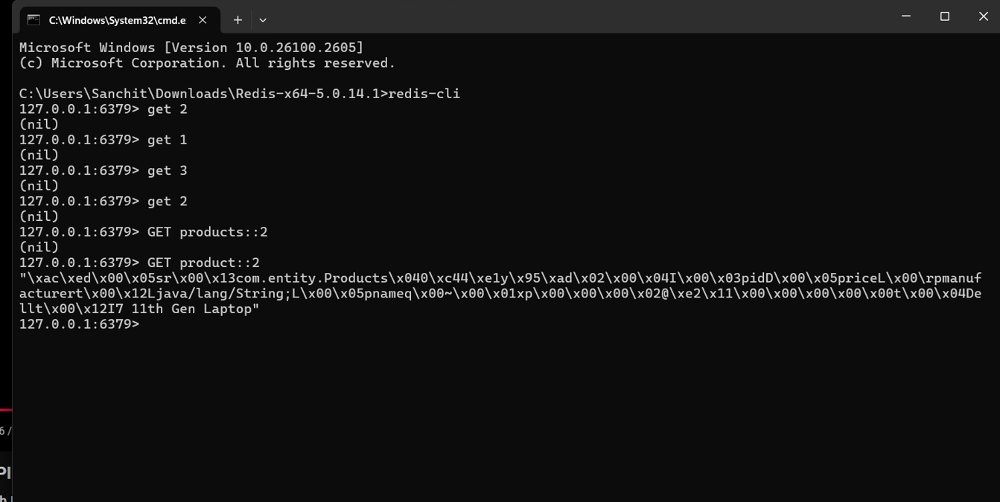 C:\Windows\System32\cmd.e
Microsoft Windows [Version 10.0.26100.2605]
(c) Microsoft Corporation. All rights reserved.
C:\Users\Sanchit\Downloads\Redis-x64-5.0.14.1>redis-cli
127.0.0.1:6379> get 2
(nil)
127.0.0.1:6379> get 1
(nil)
127.0.0.1:6379> get 3
(nil)
127.0.0.1:6379> get 2
(nil)
127.0.0.1:6379> GET products::2
(nil)
127.0.0.1:6379> GET product::2
"\xac\xed\x00\x05sr\x00\x13com.entity.Products\x040\xc44\xe1y\x95\xad\x02\x00\x04I\x00\x03pidD\x00\x05priceL\x00\rpmanuf
acturert\x00\x12Ljava/lang/String;L\x00\x05pnameq\x00~\x00\x01xp\x00\x00\x00\x02@\xe2\x11\x00\x00\x00\x00\x00t\x00\x04De
llt\x00\x12I7 11th Gen Laptop"
127.0.0.1:6379>
6 /
Pl